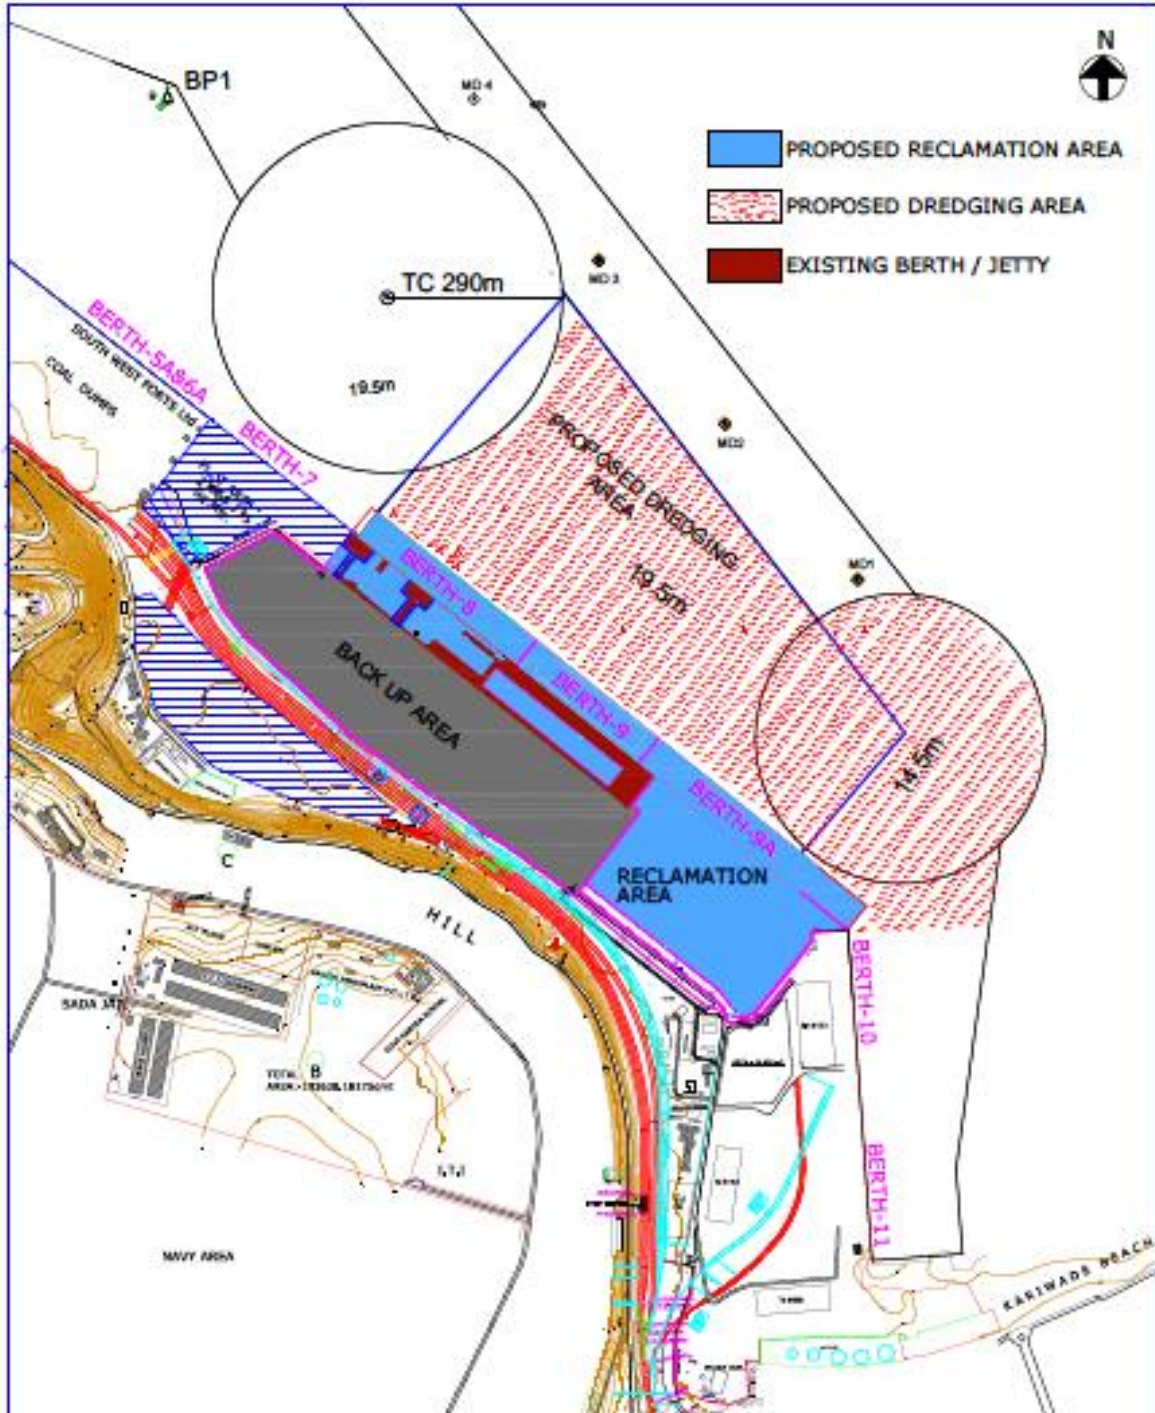 N
BP1
MD 4
PROPOSED RECLAMATION AREA
PROPOSED DREDGING AREA
EXISTING BERTH / JETTY
TC 290m
MD 3
BERTH-5A&6A
SOUTH WEST PORTS Ltd
COAL DUMPS
19.5m
BERTH-7
MD2
PROPOSED DREDGING
AREA
19.5m
MD1
BERTH-8
BACK UP AREA
BERTH-9
14.5m
BERTH-9A
RECLAMATION
AREA
C
HILL
BERTH-10
TOTAL
B
I.T.I
BERTH-11
NAVY AREA
KARIWADE BEACH